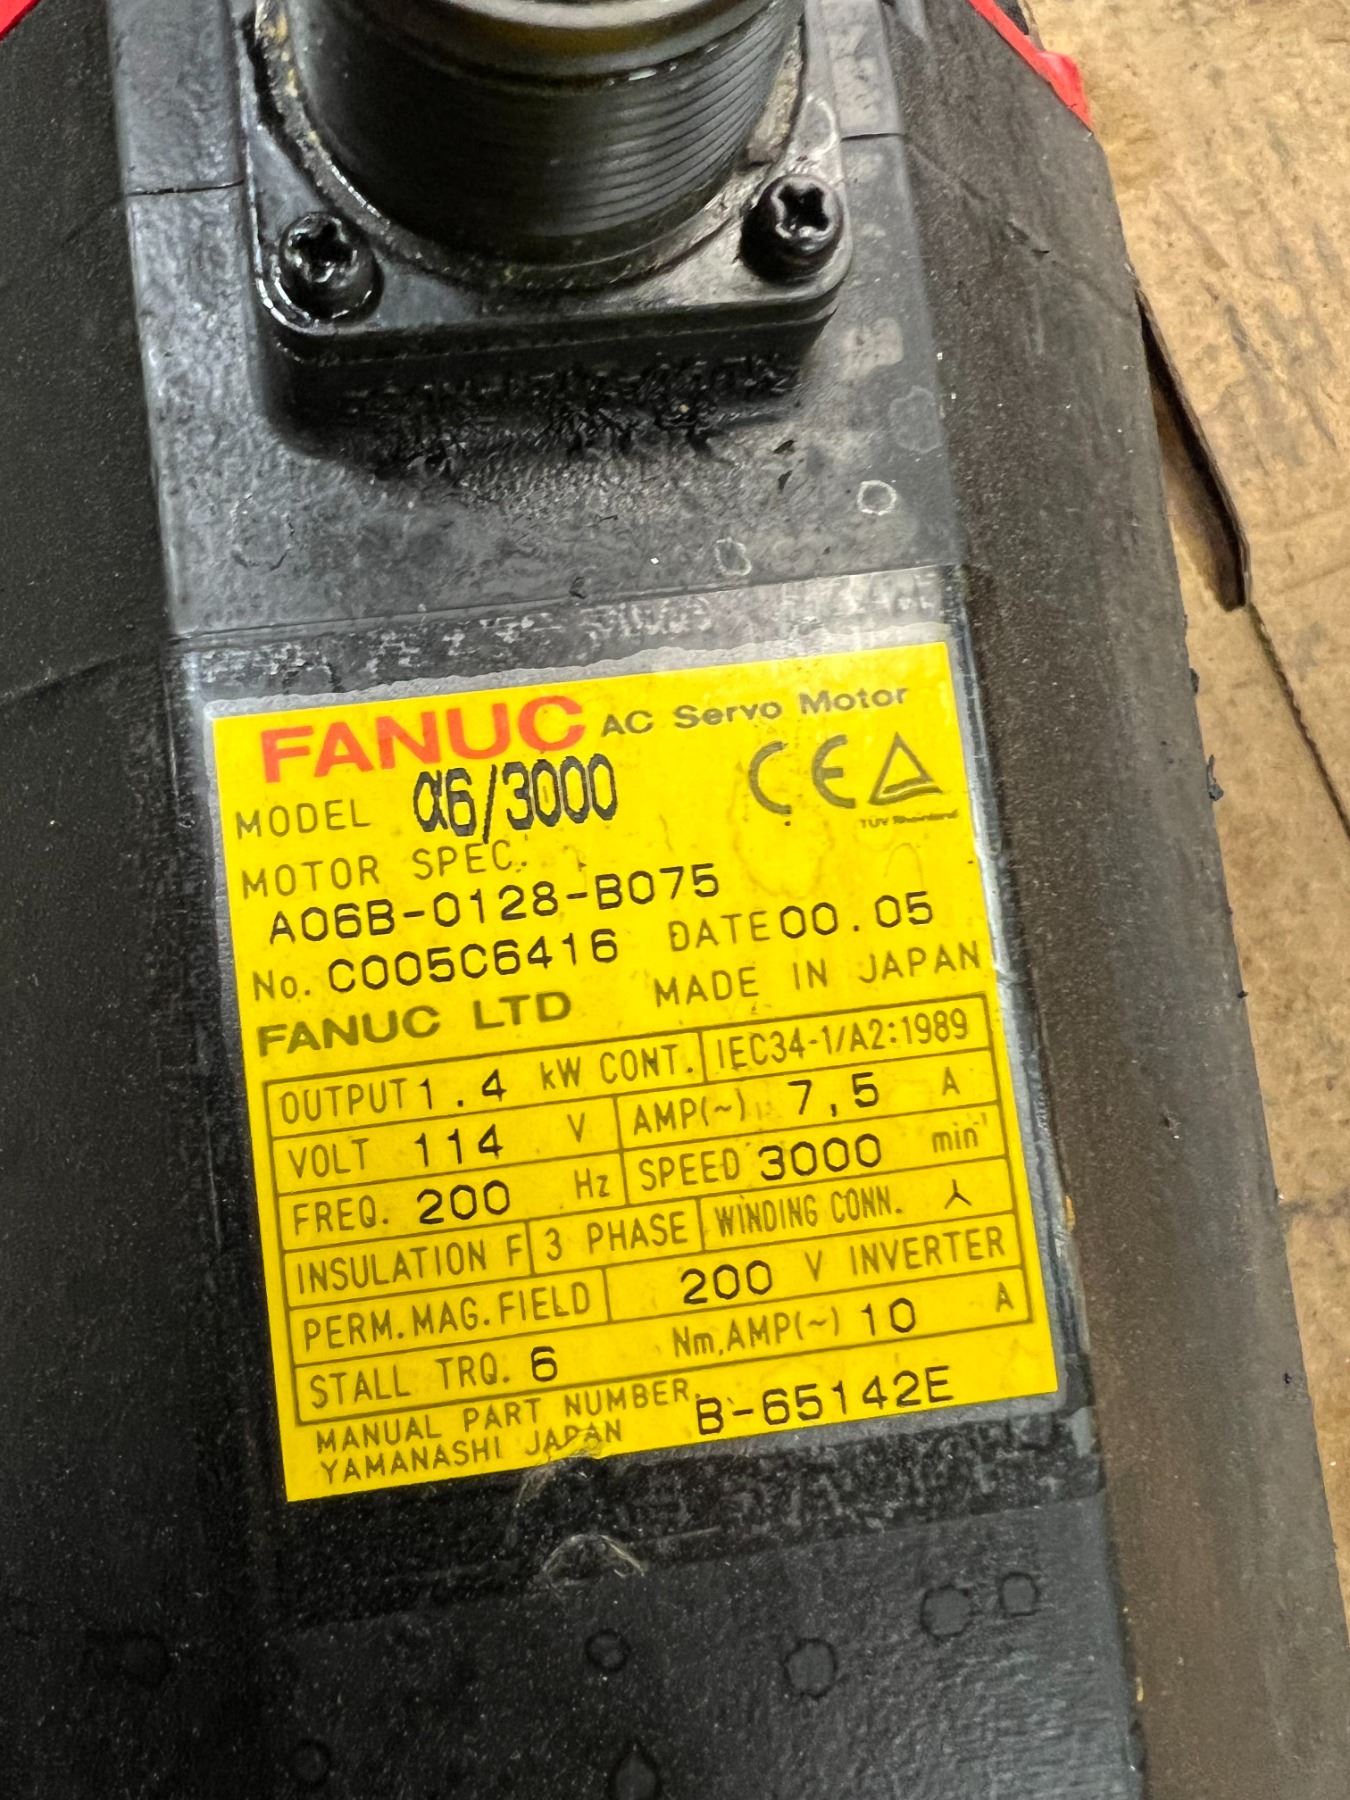 FANUC AC Servo Motor
MODEL α6/3000
CE
TÜV Rheinland
MOTOR SPEC.
A06B-0128-B075
No. C005C6416 DATE 00.05
FANUC LTD MADE IN JAPAN
OUTPUT 1.4 kW CONT. IEC34-1/A2:1989
VOLT 114 V AMP(~) 7,5 A
FREQ. 200 Hz SPEED 3000 min⁻¹
INSULATION F 3 PHASE WINDING CONN. ⅄
PERM.MAG.FIELD 200 V INVERTER
STALL TRQ. 6 Nm,AMP(~) 10 A
MANUAL PART NUMBER. B-65142E
YAMANASHI JAPAN